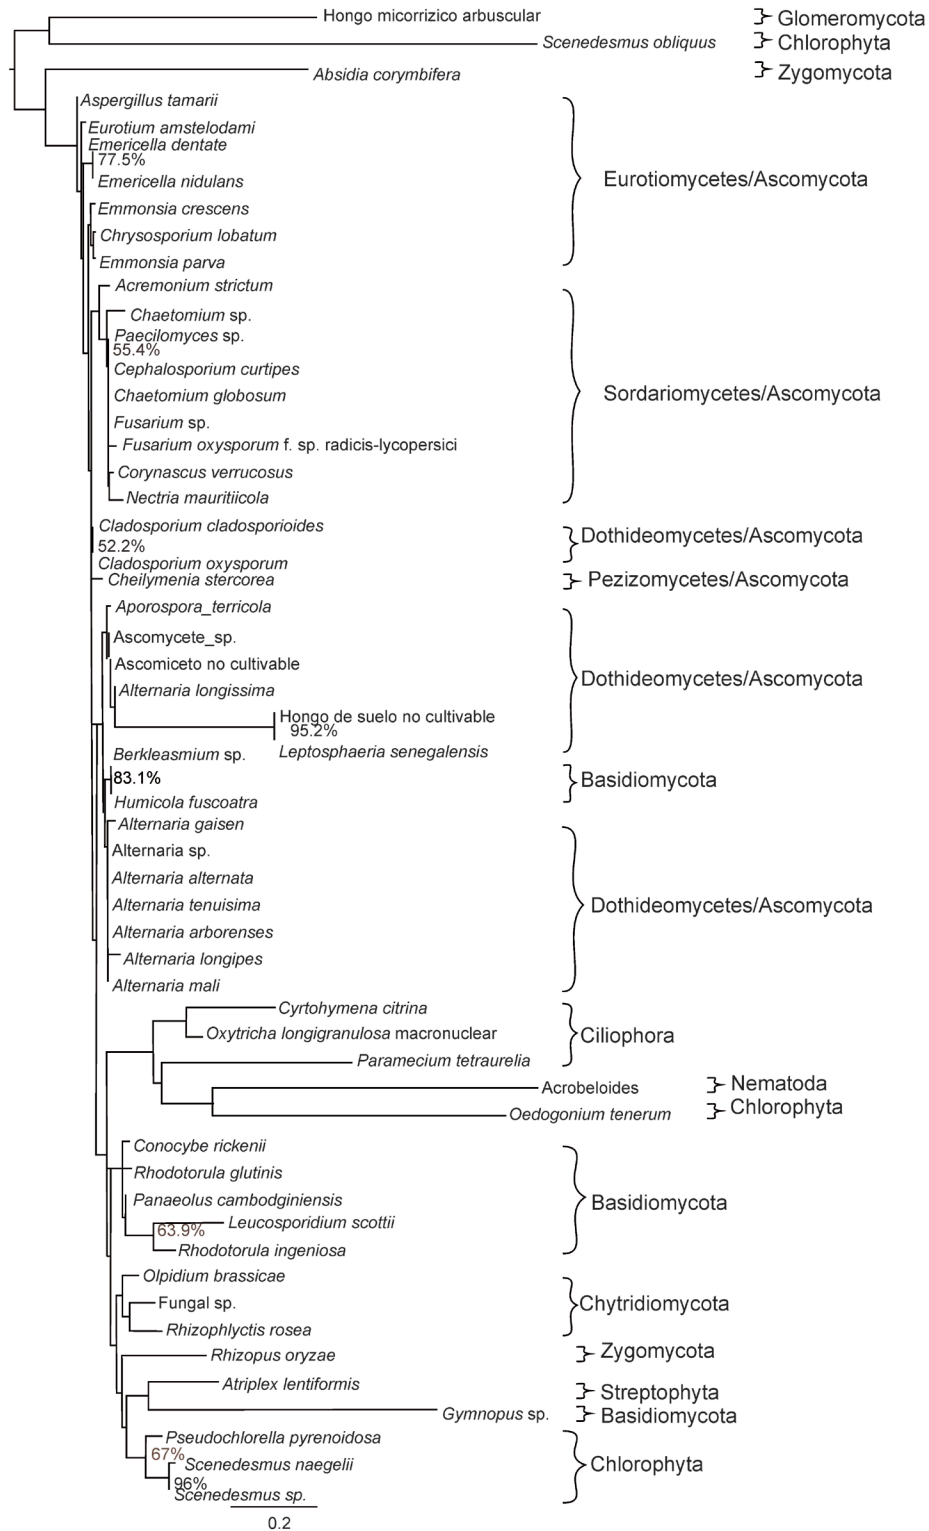 Hongo micorrizico arbuscular
Glomeromycota
Scenedesmus obliquus
Chlorophyta
Absidia corymbifera
Zygomycota
Aspergillus tamarii
Eurotium amstelodami
Emericella dentate
77.5%
Emericella nidulans
Eurotiomycetes/Ascomycota
Emmonsia crescens
Chrysosporium lobatum
Emmonsia parva
Acremonium strictum
Chaetomium sp.
Paecilomyces sp.
55.4%
Cephalosporium curtipes
Chaetomium globosum
Sordariomycetes/Ascomycota
Fusarium sp.
Fusarium oxysporum f. sp. radicis-lycopersici
Corynascus verrucosus
Nectria mauritiicola
Cladosporium cladosporioides
Dothideomycetes/Ascomycota
52.2%
Cladosporium oxysporum
Cheilymenia stercorea
Pezizomycetes/Ascomycota
Aporospora_terricola
Ascomycete_sp.
Ascomiceto no cultivable
Dothideomycetes/Ascomycota
Alternaria longissima
Hongo de suelo no cultivable
95.2%
Leptosphaeria senegalensis
Berkleasmium sp.
83.1%
Basidiomycota
Humicola fuscoatra
Alternaria gaisen
Alternaria sp.
Alternaria alternata
Alternaria tenuisima
Dothideomycetes/Ascomycota
Alternaria arborenses
Alternaria longipes
Alternaria mali
Cyrtohymena citrina
Oxytricha longigranulosa macronuclear
Ciliophora
Paramecium tetraurelia
Acrobeloides
Nematoda
Oedogonium tenerum
Chlorophyta
Conocybe rickenii
Rhodotorula glutinis
Panaeolus cambodginiensis
Basidiomycota
Leucosporidium scottii
63.9%
Rhodotorula ingeniosa
Olpidium brassicae
Fungal sp.
Chytridiomycota
Rhizophlyctis rosea
Rhizopus oryzae
Zygomycota
Atriplex lentiformis
Streptophyta
Gymnopus sp.
Basidiomycota
Pseudochlorella pyrenoidosa
67%
Scenedesmus naegelii
Chlorophyta
96%
Scenedesmus sp.
0.2